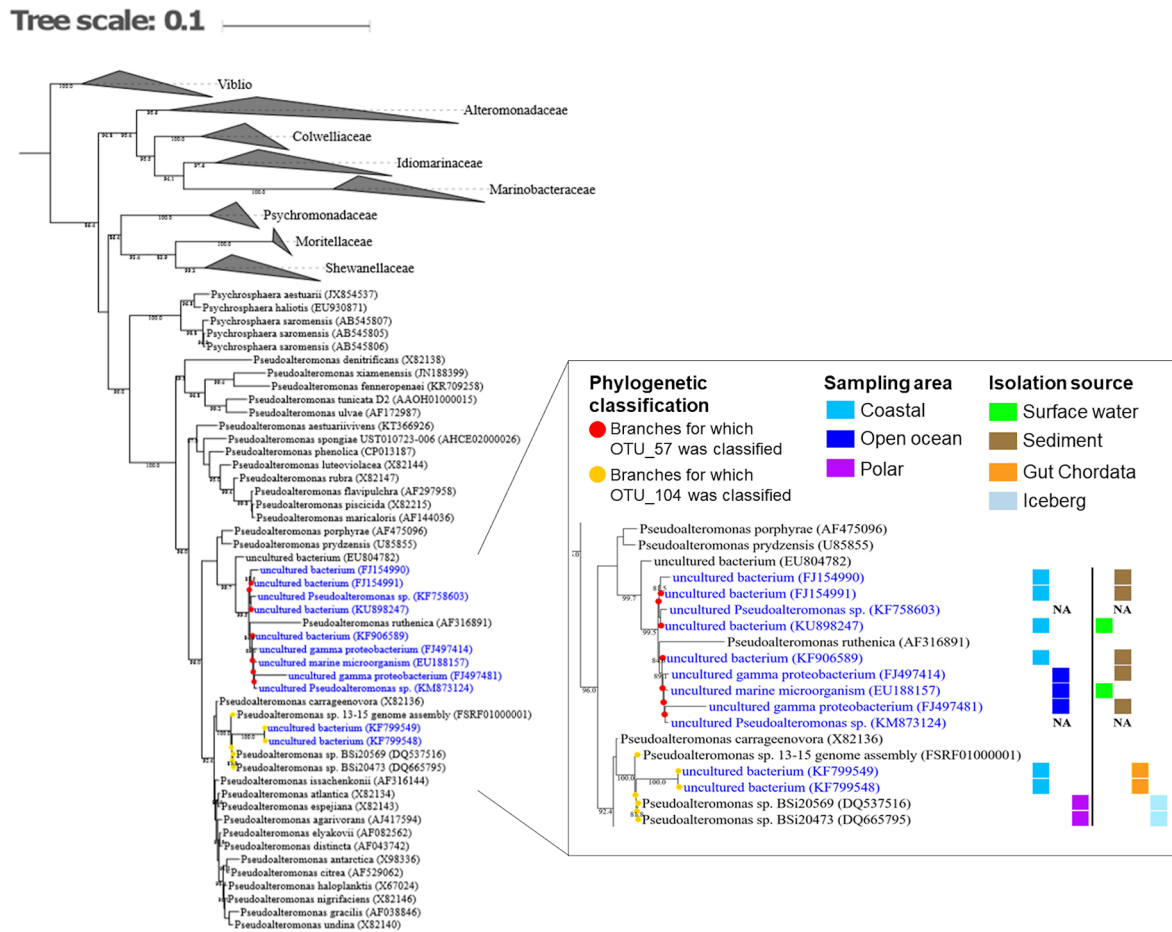 Tree scale: 0.1
Viblio
Alteromonadaceae
Colwelliaceae
Idiomarinaceae
Marinobacteraceae
Psychromonadaceae
Moritellaceae
Shewanellaceae
Psychrosphaera aestuarii (JX854537)
Psychrosphaera haliotis (EU930871)
Psychrosphaera saromensis (AB545807)
Psychrosphaera saromensis (AB545805)
Psychrosphaera saromensis (AB545806)
Pseudoalteromonas denitrificans (X82138)
Pseudoalteromonas xiamenensis (JN188399)
Pseudoalteromonas fenneropenaei (KR709258)
Pseudoalteromonas tunicata D2 (AAOH01000015)
Pseudoalteromonas ulvae (AF172987)
Pseudoalteromonas aestuariivivens (KT366926)
Pseudoalteromonas spongiae UST010723-006 (AHCE02000026)
Pseudoalteromonas phenolica (CP013187)
Pseudoalteromonas luteoviolacea (X82144)
Pseudoalteromonas rubra (X82147)
Pseudoalteromonas flavipulchra (AF297958)
Pseudoalteromonas piscicida (X82215)
Pseudoalteromonas maricaloris (AF144036)
Pseudoalteromonas porphyrae (AF475096)
Pseudoalteromonas prydzensis (U85855)
uncultured bacterium (EU804782)
uncultured bacterium (FJ154990)
uncultured bacterium (FJ154991)
uncultured Pseudoalteromonas sp. (KF758603)
uncultured bacterium (KU898247)
Pseudoalteromonas ruthenica (AF316891)
uncultured bacterium (KF906589)
uncultured gamma proteobacterium (FJ497414)
uncultured marine microorganism (EU188157)
uncultured gamma proteobacterium (FJ497481)
uncultured Pseudoalteromonas sp. (KM873124)
Pseudoalteromonas carrageenovora (X82136)
Pseudoalteromonas sp. 13-15 genome assembly (FSRF01000001)
uncultured bacterium (KF799549)
uncultured bacterium (KF799548)
Pseudoalteromonas sp. BSi20569 (DQ537516)
Pseudoalteromonas sp. BSi20473 (DQ665795)
Pseudoalteromonas issachenkonii (AF316144)
Pseudoalteromonas atlantica (X82134)
Pseudoalteromonas espejiana (X82143)
Pseudoalteromonas agarivorans (AJ417594)
Pseudoalteromonas elyakovii (AF082562)
Pseudoalteromonas distincta (AF043742)
Pseudoalteromonas antarctica (X98336)
Pseudoalteromonas citrea (AF529062)
Pseudoalteromonas haloplanktis (X67024)
Pseudoalteromonas nigrifaciens (X82146)
Pseudoalteromonas gracilis (AF038846)
Pseudoalteromonas undina (X82140)
Phylogenetic
classification
Branches for which
OTU_57 was classified
Branches for which
OTU_104 was classified
Sampling area
Coastal
Open ocean
Polar
Isolation source
Surface water
Sediment
Gut Chordata
Iceberg
Pseudoalteromonas porphyrae (AF475096)
Pseudoalteromonas prydzensis (U85855)
uncultured bacterium (EU804782)
uncultured bacterium (FJ154990)
uncultured bacterium (FJ154991)
uncultured Pseudoalteromonas sp. (KF758603) NA NA
uncultured bacterium (KU898247)
Pseudoalteromonas ruthenica (AF316891)
uncultured bacterium (KF906589)
uncultured gamma proteobacterium (FJ497414)
uncultured marine microorganism (EU188157)
uncultured gamma proteobacterium (FJ497481)
uncultured Pseudoalteromonas sp. (KM873124) NA NA
Pseudoalteromonas carrageenovora (X82136)
Pseudoalteromonas sp. 13-15 genome assembly (FSRF01000001)
uncultured bacterium (KF799549)
uncultured bacterium (KF799548)
Pseudoalteromonas sp. BSi20569 (DQ537516)
Pseudoalteromonas sp. BSi20473 (DQ665795)
99.7
99.5
96.0
100.0
100.0
92.4